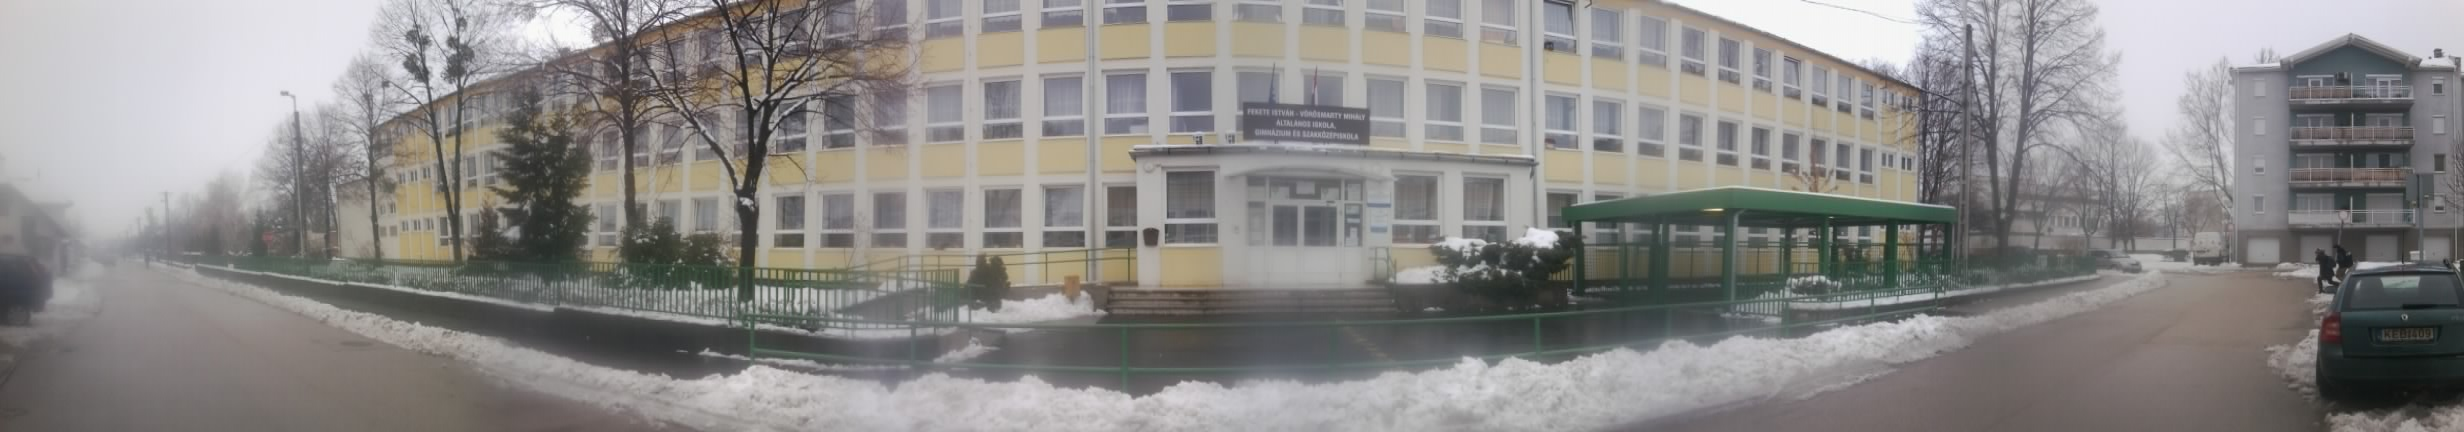 FEKETE ISTVÁN - VÖRÖSMARTY MIHÁLY
ÁLTALÁNOS ISKOLA,
GIMNÁZIUM ÉS SZAKKÖZÉPISKOLA